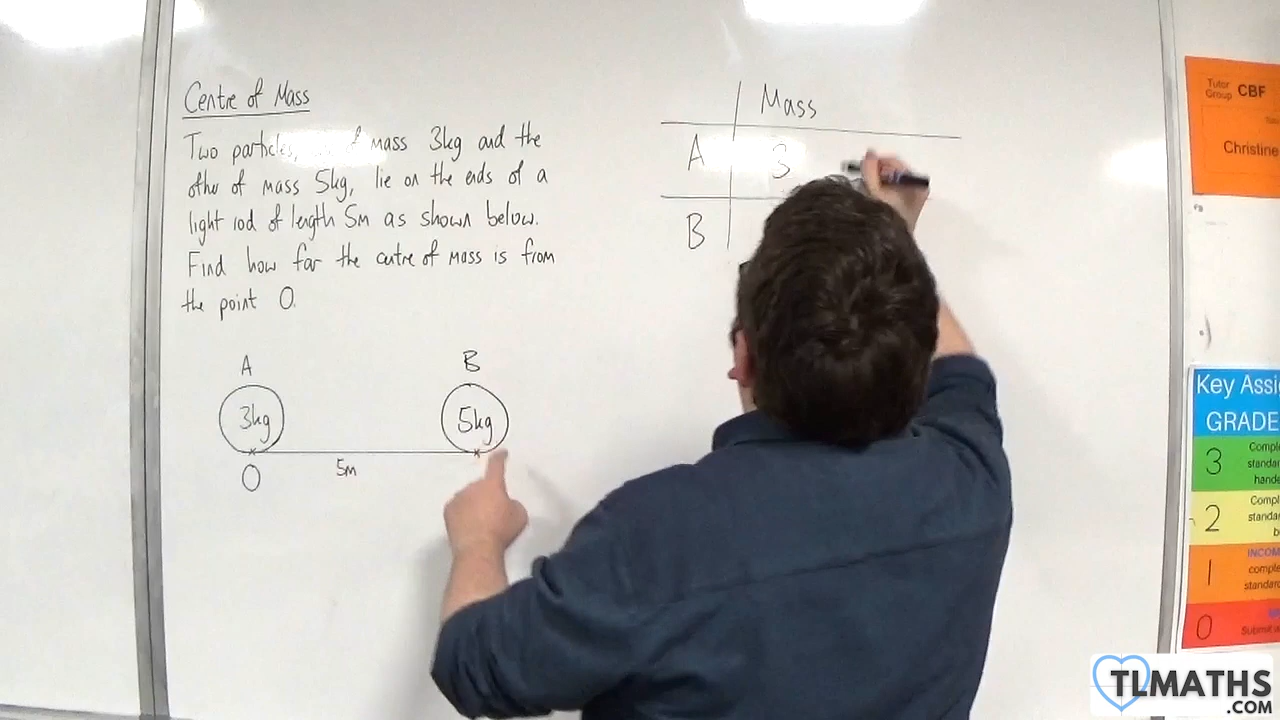 Centre of Mass
Two particles, of mass 3kg and the
other of mass 5kg, lie on the ends of a
light rod of length 5m as shown below.
Find how far the centre of mass is from
the point O.
A B
3kg 5kg
O 5m
Mass
A 3
B
Tutor
Group CBF
Christine
Key Assi
GRADE
3
2
1 INCOM
0
TLMATHS
.COM